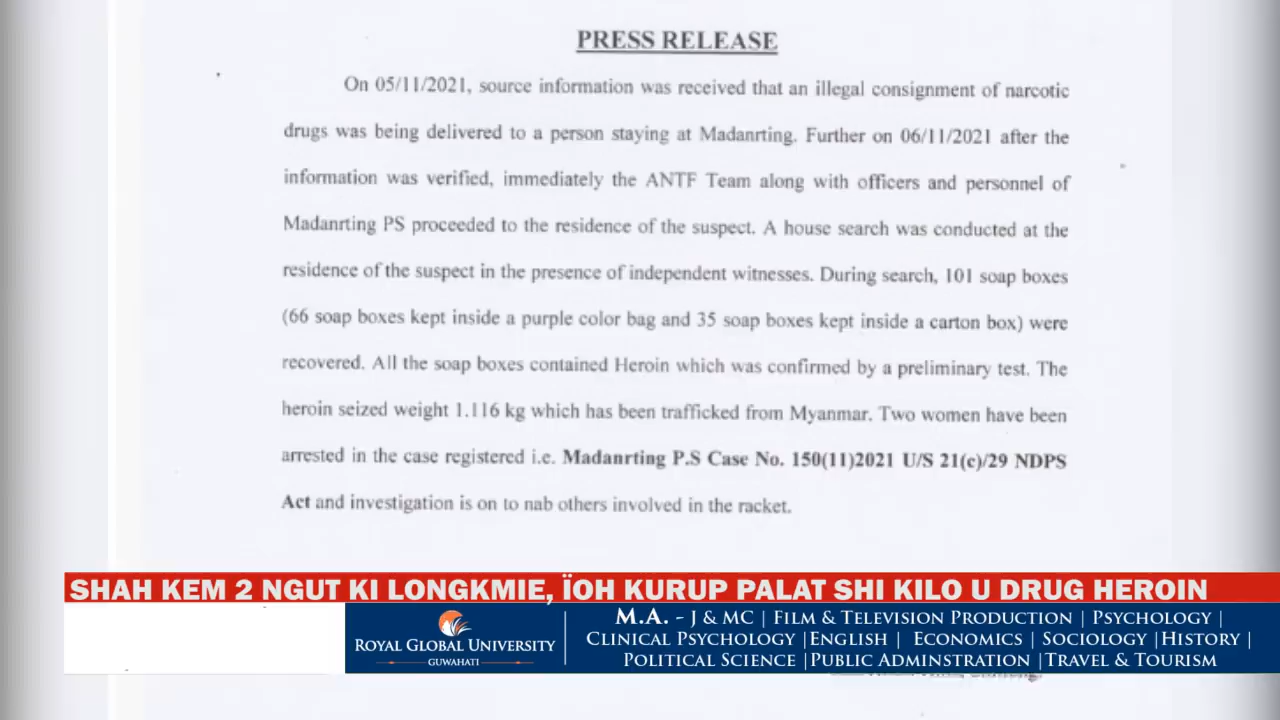 PRESS RELEASE
On 05/11/2021, source information was received that an illegal consignment of narcotic
drugs was being delivered to a person staying at Madanrting. Further on 06/11/2021 after the
information was verified, immediately the ANTF Team along with officers and personnel of
Madanrting PS proceeded to the residence of the suspect. A house search was conducted at the
residence of the suspect in the presence of independent witnesses. During search, 101 soap boxes
(66 soap boxes kept inside a purple color bag and 35 soap boxes kept inside a carton box) were
recovered. All the soap boxes contained Heroin which was confirmed by a preliminary test. The
heroin seized weight 1.116 kg which has been trafficked from Myanmar. Two women have been
arrested in the case registered i.e. Madanrting P.S Case No. 150(11)2021 U/S 21(c)/29 NDPS
Act and investigation is on to nab others involved in the racket.
SHAH KEM 2 NGUT KI LONGKMIE, ÏOH KURUP PALAT SHI KILO U DRUG HEROIN
ROYAL GLOBAL UNIVERSITY
GUWAHATI
M.A. - J & MC | FILM & TELEVISION PRODUCTION | PSYCHOLOGY |
CLINICAL PSYCHOLOGY |ENGLISH | ECONOMICS | SOCIOLOGY |HISTORY |
POLITICAL SCIENCE |PUBLIC ADMINSTRATION |TRAVEL & TOURISM